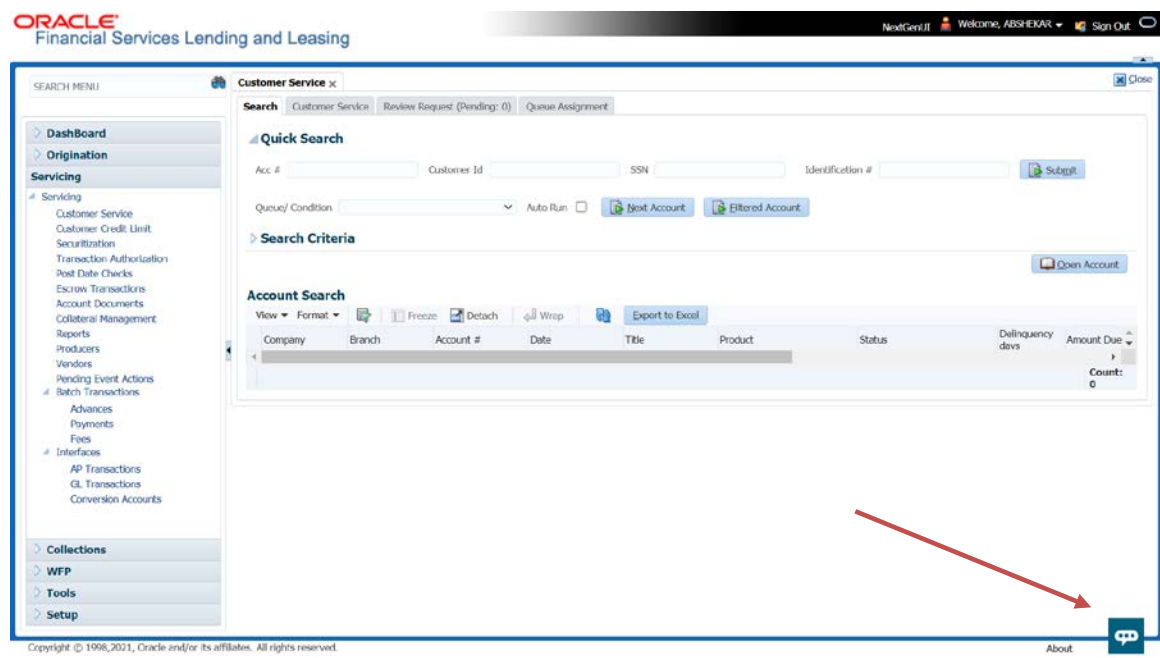 ORACLE
Financial Services Lending and Leasing
NextGenUI Welcome, ABSHEKAR Sign Out
SEARCH MENU
Customer Service x
Close
Search Customer Service Review Request (Pending: 0) Queue Assignment
DashBoard
Origination
Servicing
Servicing
Customer Service
Customer Credit Limit
Securitization
Transaction Authorization
Post Date Checks
Escrow Transactions
Account Documents
Collateral Management
Reports
Producers
Vendors
Pending Event Actions
Batch Transactions
Advances
Payments
Fees
Interfaces
AP Transactions
GL Transactions
Conversion Accounts
Collections
WFP
Tools
Setup
Quick Search
Acc # Customer Id SSN Identification # Submit
Queue/ Condition Auto Run Next Account Filtered Account
Search Criteria
Open Account
Account Search
View Format Freeze Detach Wrap Export to Excel
Company Branch Account # Date Title Product Status Delinquency days Amount Due
Count:
0
Copyright © 1998,2021, Oracle and/or its affiliates. All rights reserved.
About